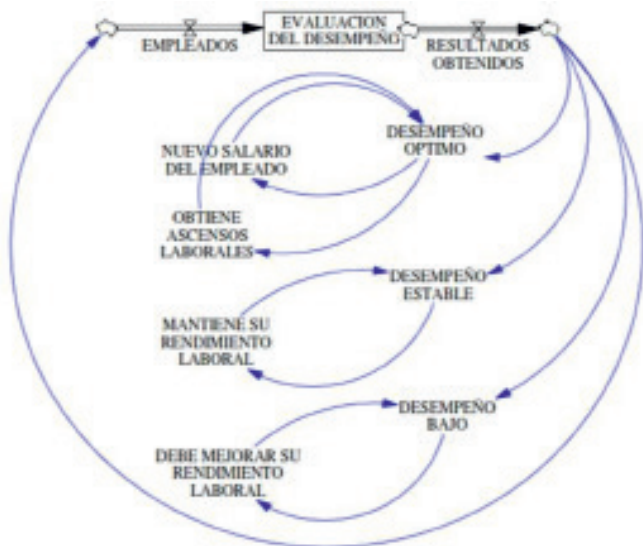 EVALUACION
DEL DESEMPEÑO
EMPLEADOS
RESULTADOS
OBTENIDOS
DESEMPEÑO
OPTIMO
NUEVO SALARIO
DEL EMPLEADO
OBTIENE
ASCENSOS
LABORALES
DESEMPEÑO
ESTABLE
MANTIENE SU
RENDIMIENTO
LABORAL
DESEMPEÑO
BAJO
DEBE MEJORAR SU
RENDIMIENTO
LABORAL